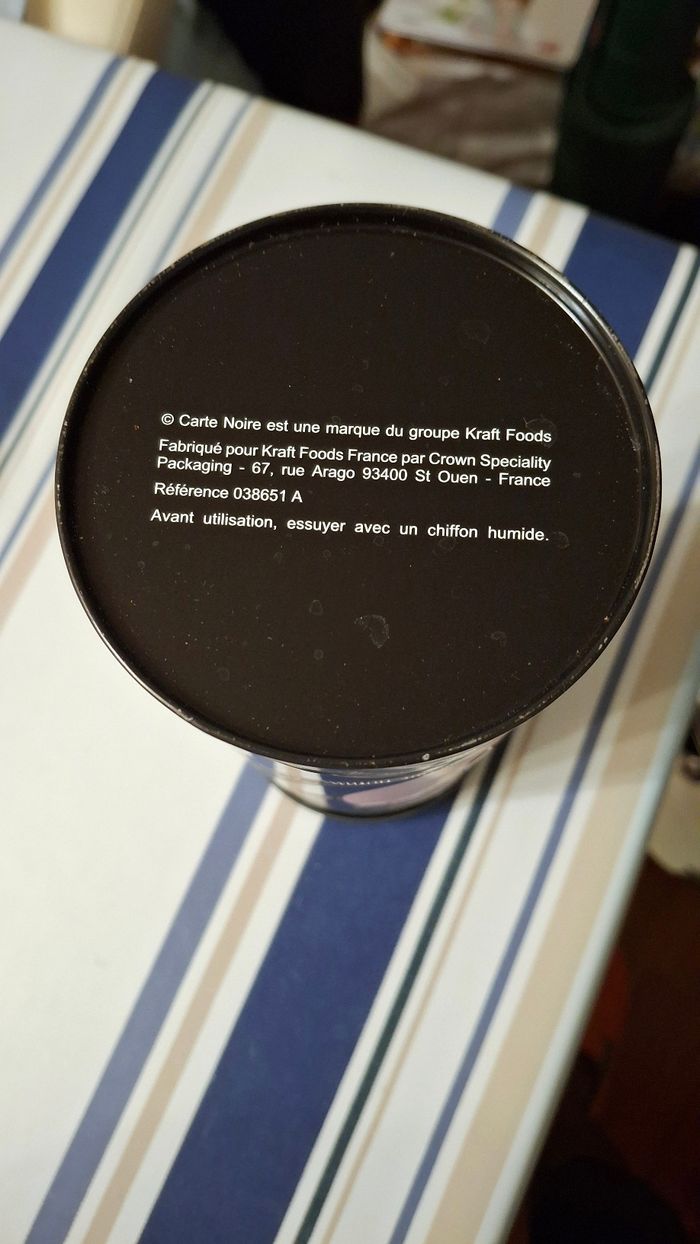 © Carte Noire est une marque du groupe Kraft Foods
Fabriqué pour Kraft Foods France par Crown Speciality
Packaging - 67, rue Arago 93400 St Ouen - France
Référence 038651 A
Avant utilisation, essuyer avec un chiffon humide.